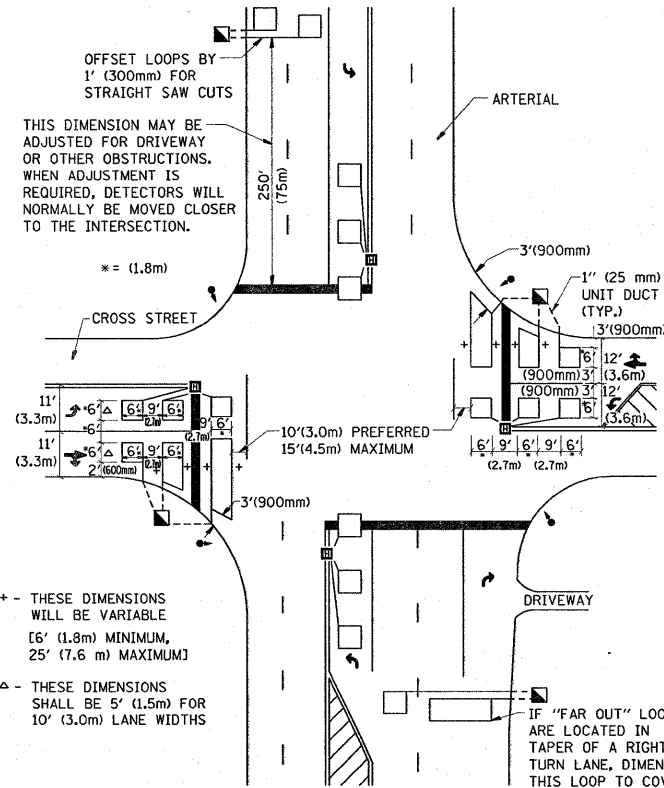 OFFSET LOOPS BY
1' (300mm) FOR
STRAIGHT SAW CUTS
ARTERIAL
THIS DIMENSION MAY BE
ADJUSTED FOR DRIVEWAY
OR OTHER OBSTRUCTIONS.
WHEN ADJUSTMENT IS
REQUIRED, DETECTORS WILL
NORMALLY BE MOVED CLOSER
TO THE INTERSECTION.
250'
(75m)
* = (1.8m)
3'(900mm)
1" (25 mm)
UNIT DUCT
(TYP.)
CROSS STREET
3'(900mm)
*6' 12'
(900mm) 3' (3.6m)
(900mm) 3' 12'
*6' (3.6m)
11'
(3.3m)
*6' △ 6' 9' 6'
(2.7m)
*6'
9' 6'
(2.7m) *
11'
(3.3m)
*6' △ 6' 9' 6'
(2.7m)
2' (600mm)
10'(3.0m) PREFERRED
15'(4.5m) MAXIMUM
6' 9' 6' 9' 6'
* (2.7m) * (2.7m) *
3'(900mm)
+ - THESE DIMENSIONS
WILL BE VARIABLE
[6' (1.8m) MINIMUM,
25' (7.6 m) MAXIMUM]
△ - THESE DIMENSIONS
SHALL BE 5' (1.5m) FOR
10' (3.0m) LANE WIDTHS
DRIVEWAY
IF "FAR OUT" LOO
ARE LOCATED IN
TAPER OF A RIGHT
TURN LANE, DIMEN
THIS LOOP TO COV